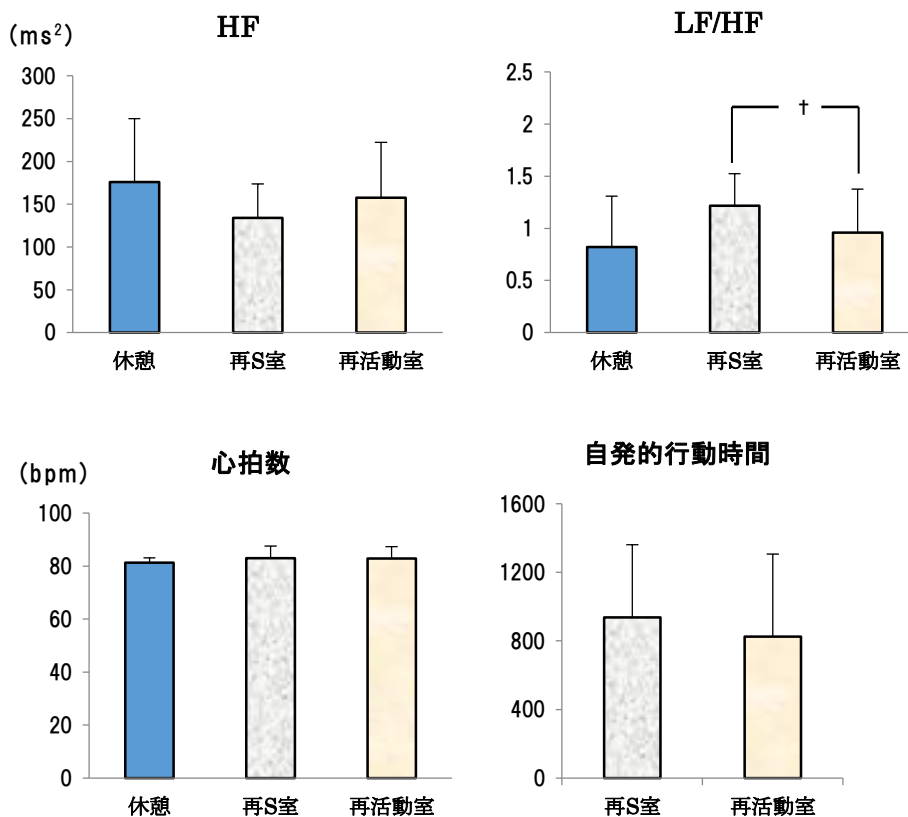 HF
(ms²)
300
250
200
150
100
50
0
休憩
再S室
再活動室
LF/HF
2.5
2
1.5
1
0.5
0
†
休憩
再S室
再活動室
心拍数
(bpm)
100
80
60
40
20
0
休憩
再S室
再活動室
自発的行動時間
1600
1200
800
400
0
再S室
再活動室